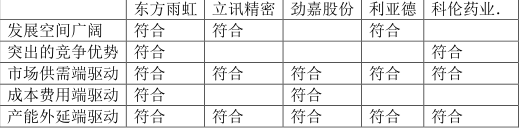 东方雨虹 立讯精密 劲嘉股份 利亚德 科伦药业.
发展空间广阔 符合 符合 符合
突出的竞争优势 符合 符合
市场供需端驱动 符合 符合 符合 符合 符合
成本费用端驱动 符合 符合
产能外延端驱动 符合 符合 符合 符合 符合